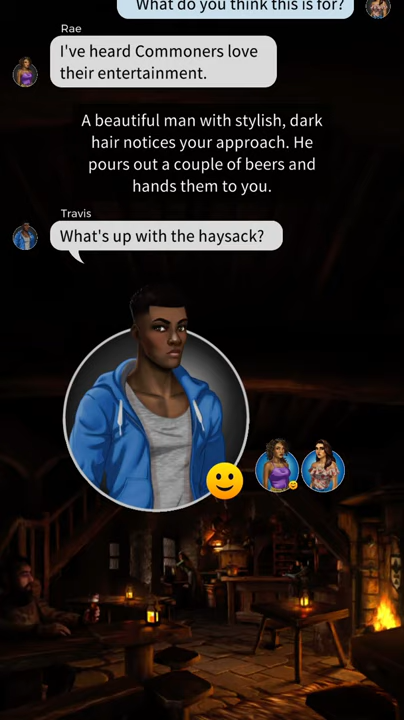 What do you think this is for?
Rae
I've heard Commoners love
their entertainment.
A beautiful man with stylish, dark
hair notices your approach. He
pours out a couple of beers and
hands them to you.
Travis
What's up with the haysack?